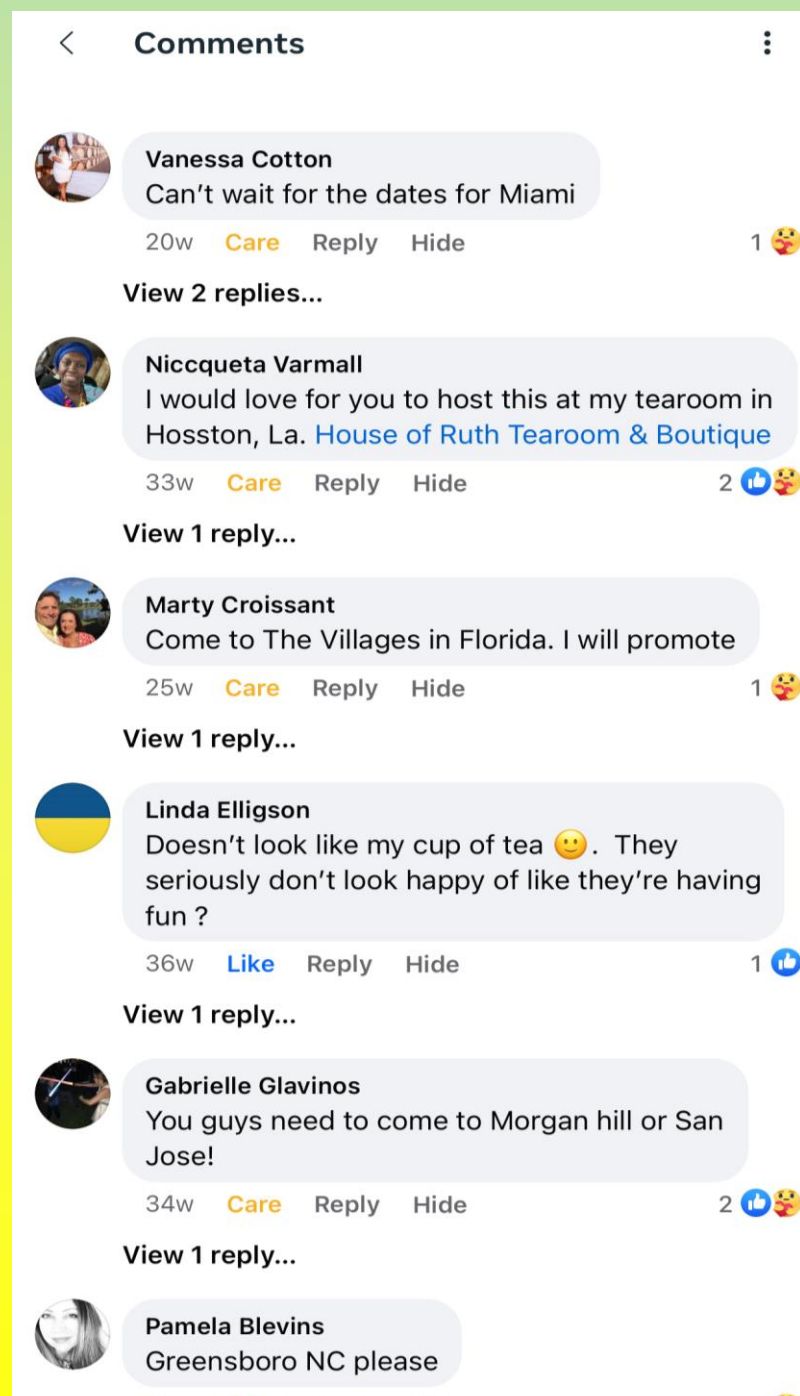 Comments
Vanessa Cotton
Can't wait for the dates for Miami
20w Care Reply Hide 1
View 2 replies...
Niccqueta Varmall
I would love for you to host this at my tearoom in
Hosston, La. House of Ruth Tearoom & Boutique
33w Care Reply Hide 2
View 1 reply...
Marty Croissant
Come to The Villages in Florida. I will promote
25w Care Reply Hide 1
View 1 reply...
Linda Elligson
Doesn't look like my cup of tea 🙂. They
seriously don't look happy of like they're having
fun ?
36w Like Reply Hide 1
View 1 reply...
Gabrielle Glavinos
You guys need to come to Morgan hill or San
Jose!
34w Care Reply Hide 2
View 1 reply...
Pamela Blevins
Greensboro NC please